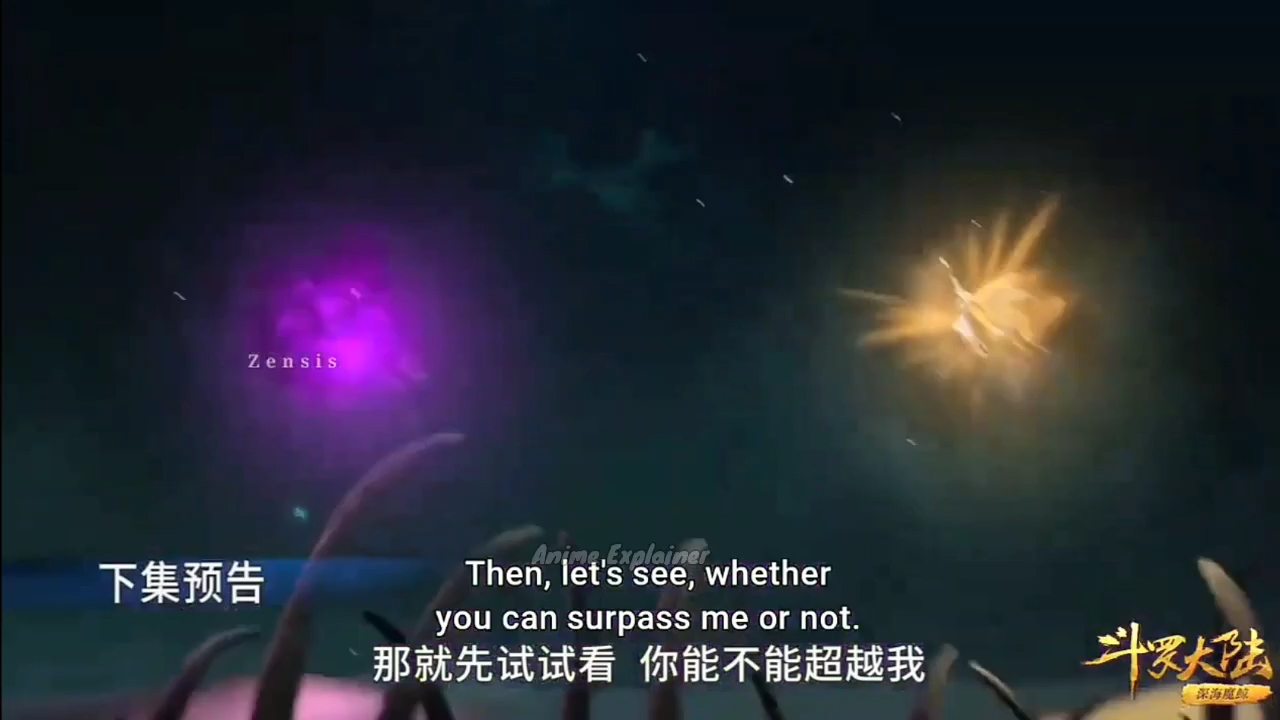 Zensis
下集预告
Anime Explainer
Then, let's see, whether
you can surpass me or not.
那就先试试看 你能不能超越我
斗罗大陆
深海魔鲸